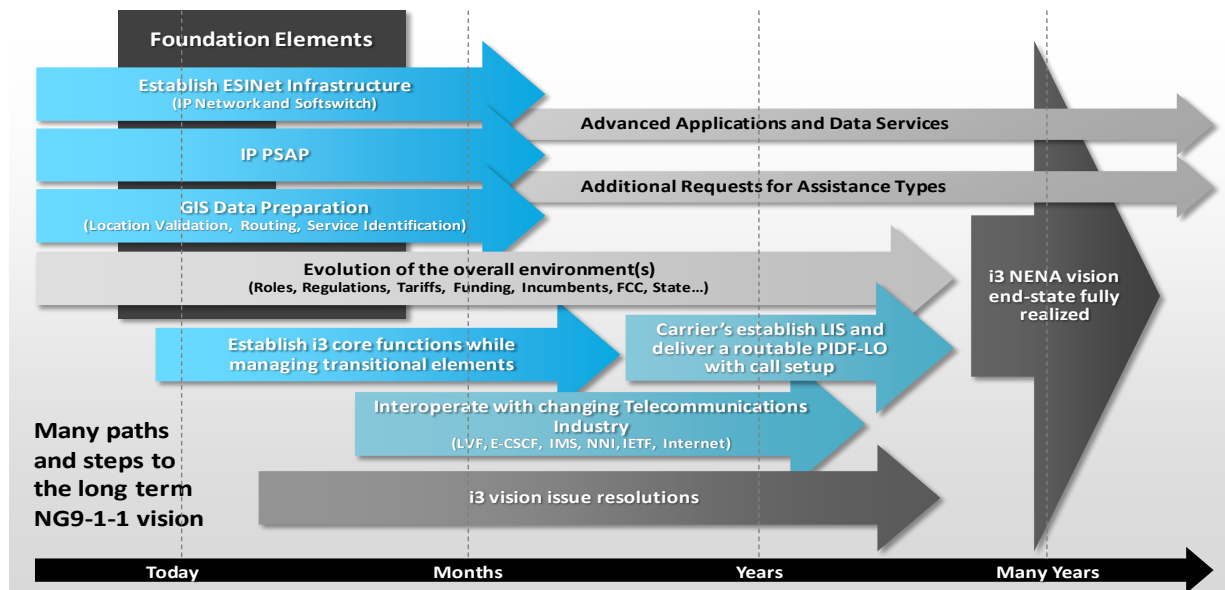 Foundation Elements
Establish ESINet Infrastructure
(IP Network and Softswitch)
Advanced Applications and Data Services
IP PSAP
Additional Requests for Assistance Types
GIS Data Preparation
(Location Validation, Routing, Service Identification)
Evolution of the overall environment(s)
(Roles, Regulations, Tariffs, Funding, Incumbents, FCC, State...)
i3 NENA vision
end-state fully
realized
Establish i3 core functions while
managing transitional elements
Carrier's establish LIS and
deliver a routable PIDF-LO
with call setup
Interoperate with changing Telecommunications
Industry
(LVF, E-CSCF, IMS, NNI, IETF, Internet)
Many paths
and steps to
the long term
NG9-1-1 vision
i3 vision issue resolutions
Today
Months
Years
Many Years